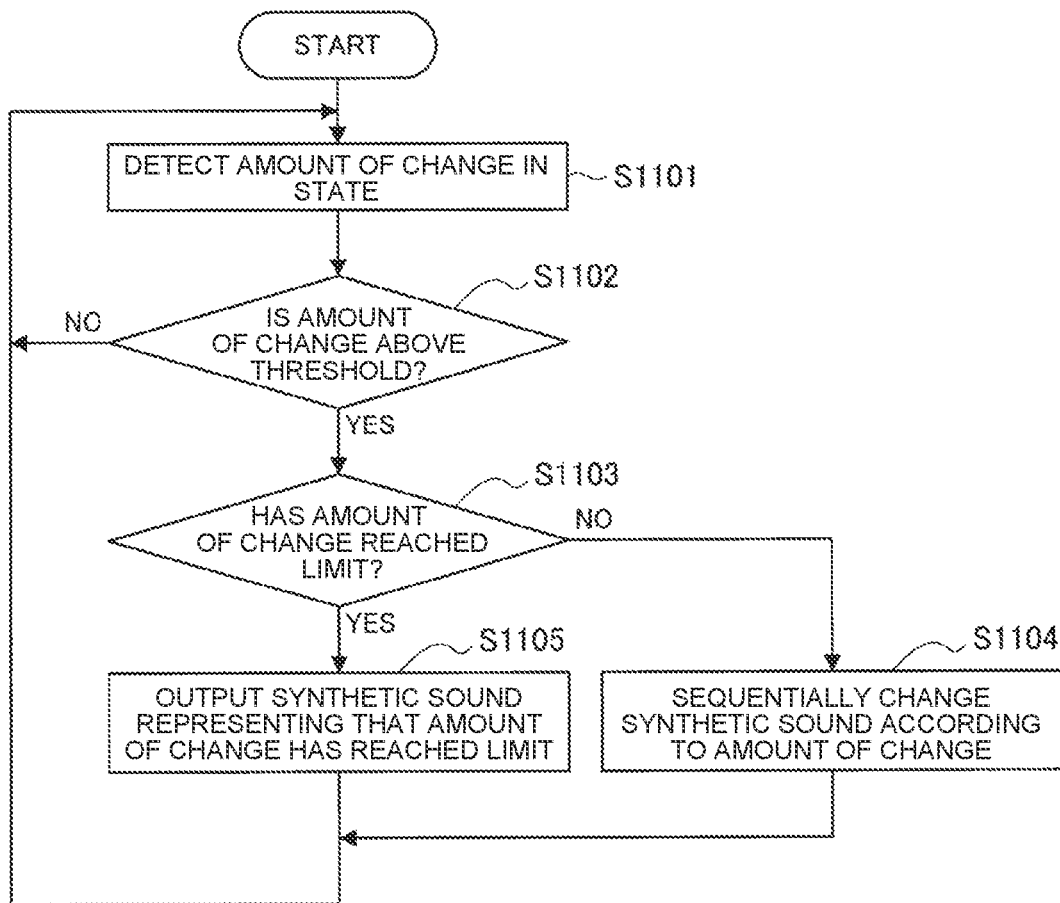 START
DETECT AMOUNT OF CHANGE IN
STATE
S1101
S1102
IS AMOUNT
OF CHANGE ABOVE
THRESHOLD?
NO
YES
S1103
HAS AMOUNT
OF CHANGE REACHED
LIMIT?
NO
YES
S1105
OUTPUT SYNTHETIC SOUND
REPRESENTING THAT AMOUNT
OF CHANGE HAS REACHED LIMIT
S1104
SEQUENTIALLY CHANGE
SYNTHETIC SOUND ACCORDING
TO AMOUNT OF CHANGE